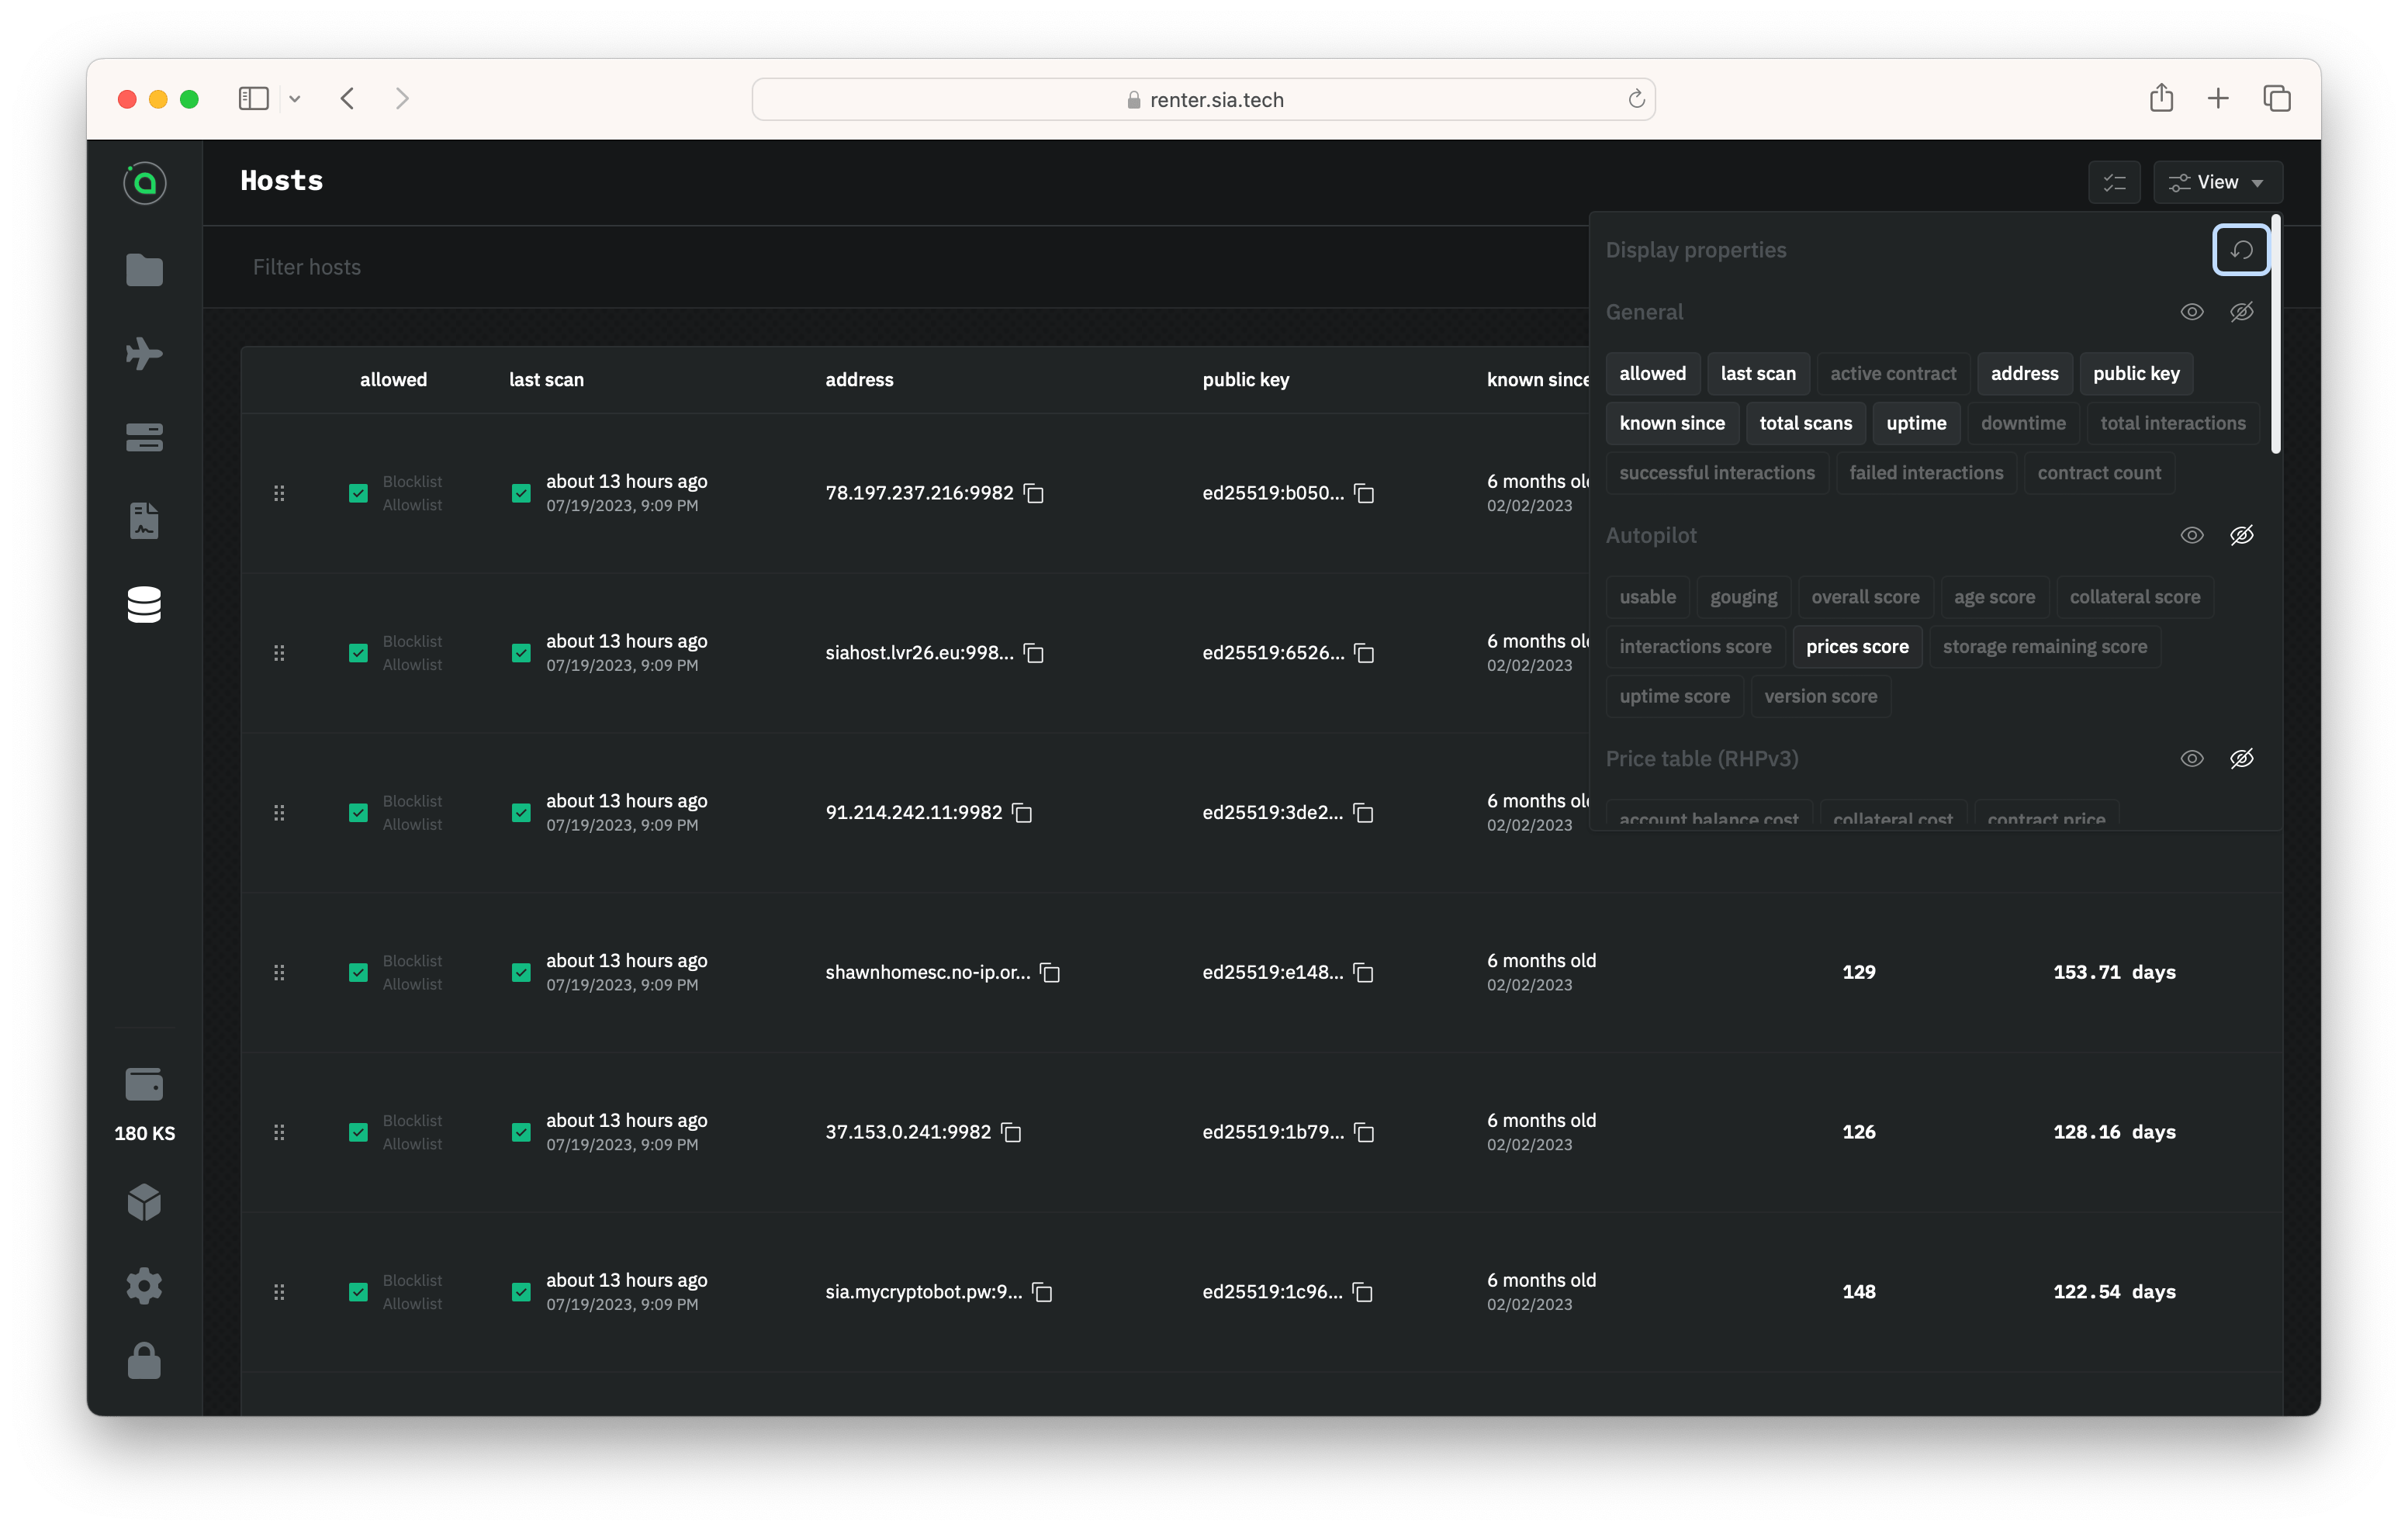 renter.sia.tech
Hosts
View
Filter hosts
Display properties
General
allowed last scan active contract address public key
known since total scans uptime downtime total interactions
successful interactions failed interactions contract count
Autopilot
usable gouging overall score age score collateral score
interactions score prices score storage remaining score
uptime score version score
Price table (RHPv3)
account balance cost collateral cost contract price
allowed last scan address public key known since
Blocklist
Allowlist
about 13 hours ago
07/19/2023, 9:09 PM
78.197.237.216:9982
ed25519:b050...
6 months old
02/02/2023
Blocklist
Allowlist
about 13 hours ago
07/19/2023, 9:09 PM
siahost.lvr26.eu:998...
ed25519:6526...
6 months old
02/02/2023
Blocklist
Allowlist
about 13 hours ago
07/19/2023, 9:09 PM
91.214.242.11:9982
ed25519:3de2...
6 months old
02/02/2023
Blocklist
Allowlist
about 13 hours ago
07/19/2023, 9:09 PM
shawnhomesc.no-ip.or...
ed25519:e148...
6 months old
02/02/2023
129
153.71 days
Blocklist
Allowlist
about 13 hours ago
07/19/2023, 9:09 PM
37.153.0.241:9982
ed25519:1b79...
6 months old
02/02/2023
126
128.16 days
Blocklist
Allowlist
about 13 hours ago
07/19/2023, 9:09 PM
sia.mycryptobot.pw:9...
ed25519:1c96...
6 months old
02/02/2023
148
122.54 days
180 KS